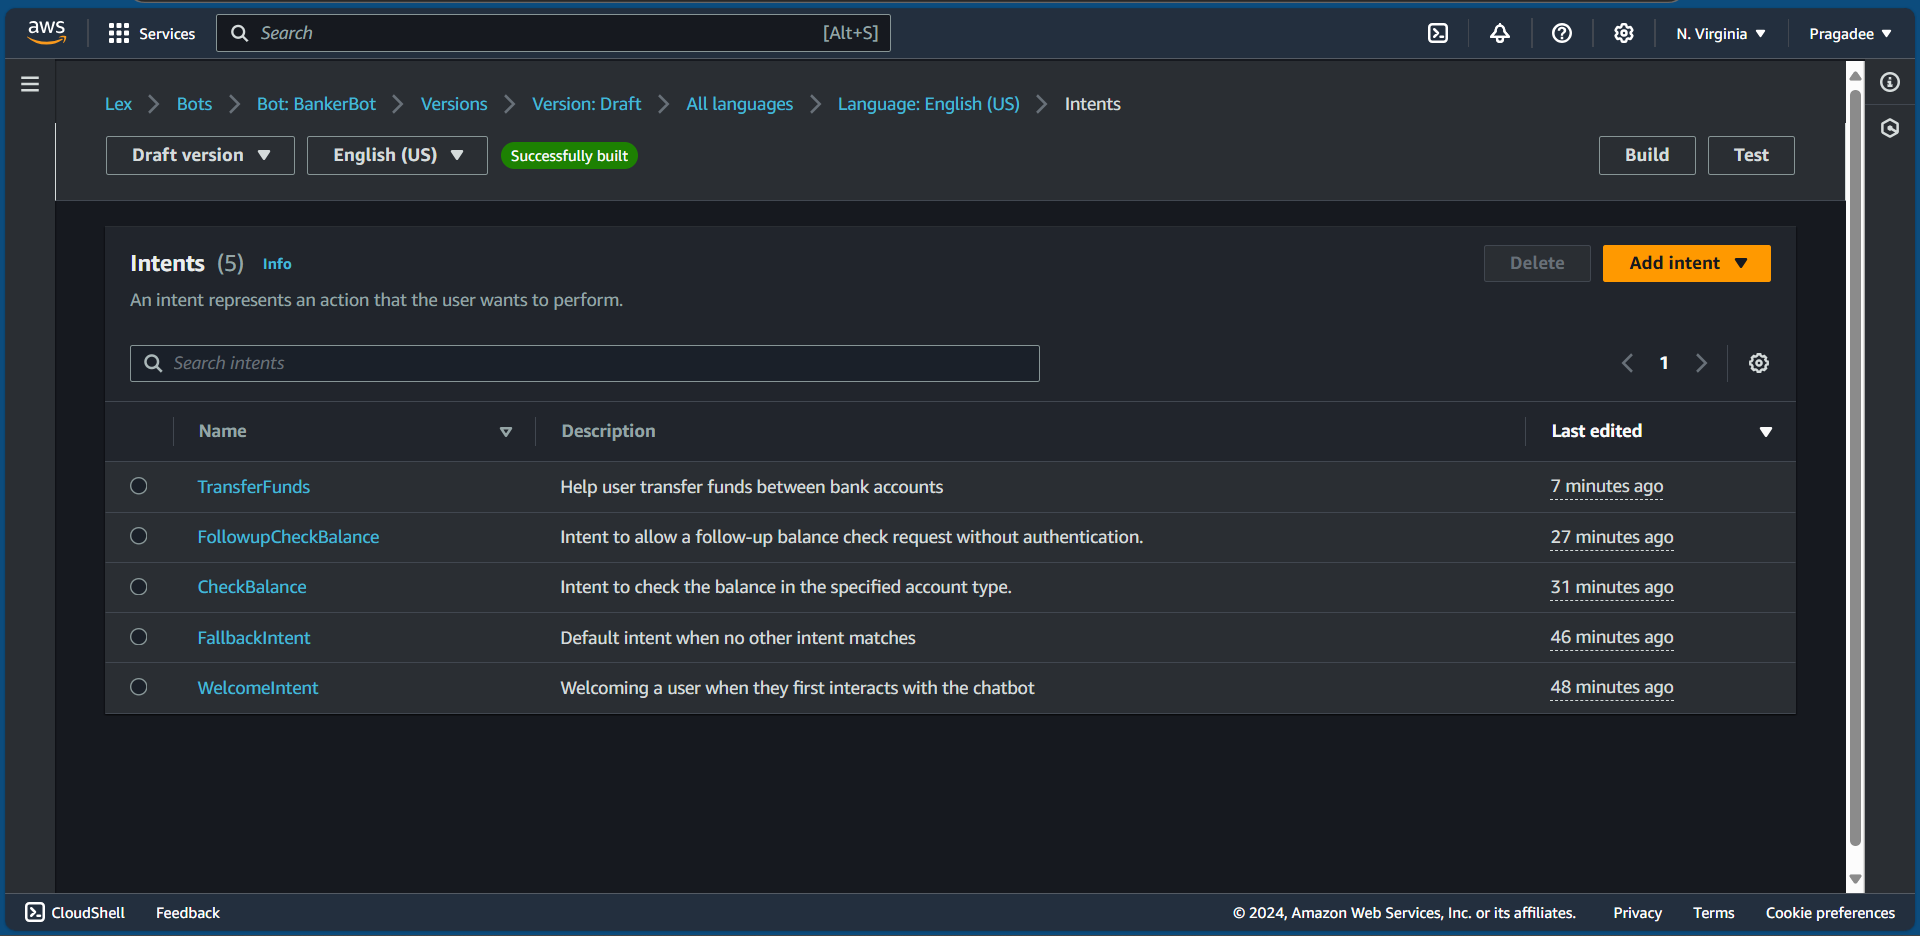 aws Services Search [Alt+S] N. Virginia Pragadee
Lex Bots Bot: BankerBot Versions Version: Draft All languages Language: English (US) Intents
Draft version English (US) Successfully built Build Test
Intents (5) Info Delete Add intent
An intent represents an action that the user wants to perform.
Search intents 1
Name Description Last edited
TransferFunds Help user transfer funds between bank accounts 7 minutes ago
FollowupCheckBalance Intent to allow a follow-up balance check request without authentication. 27 minutes ago
CheckBalance Intent to check the balance in the specified account type. 31 minutes ago
FallbackIntent Default intent when no other intent matches 46 minutes ago
WelcomeIntent Welcoming a user when they first interacts with the chatbot 48 minutes ago
CloudShell Feedback © 2024, Amazon Web Services, Inc. or its affiliates. Privacy Terms Cookie preferences